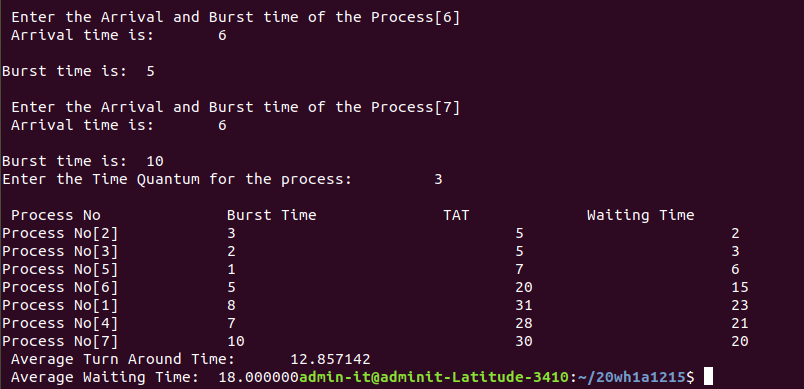 Enter the Arrival and Burst time of the Process[6]
Arrival time is: 6
Burst time is: 5
Enter the Arrival and Burst time of the Process[7]
Arrival time is: 6
Burst time is: 10
Enter the Time Quantum for the process: 3
Process No Burst Time TAT Waiting Time
Process No[2] 3 5 2
Process No[3] 2 5 3
Process No[5] 1 7 6
Process No[6] 5 20 15
Process No[1] 8 31 23
Process No[4] 7 28 21
Process No[7] 10 30 20
Average Turn Around Time: 12.857142
Average Waiting Time: 18.000000admin-it@adminit-Latitude-3410:~/20wh1a1215$